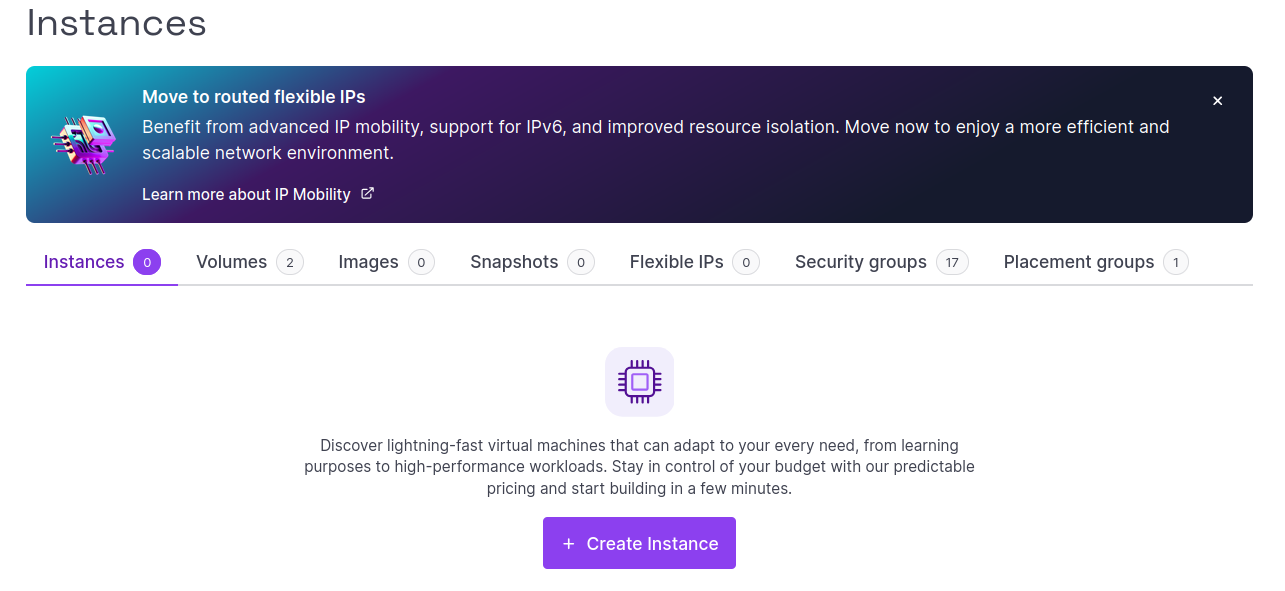 Instances
Move to routed flexible IPs
Benefit from advanced IP mobility, support for IPv6, and improved resource isolation. Move now to enjoy a more efficient and
scalable network environment.
Learn more about IP Mobility
Instances 0 Volumes 2 Images 0 Snapshots 0 Flexible IPs 0 Security groups 17 Placement groups 1
Discover lightning-fast virtual machines that can adapt to your every need, from learning
purposes to high-performance workloads. Stay in control of your budget with our predictable
pricing and start building in a few minutes.
+ Create Instance